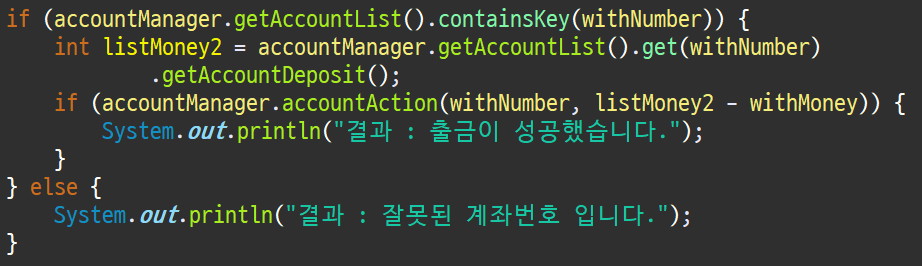 if (accountManager.getAccountList().containsKey(withNumber)) {
    int listMoney2 = accountManager.getAccountList().get(withNumber)
            .getAccountDeposit();
    if (accountManager.accountAction(withNumber, listMoney2 - withMoney)) {
        System.out.println("결과 : 출금이 성공했습니다.");
    }
} else {
    System.out.println("결과 : 잘못된 계좌번호 입니다.");
}